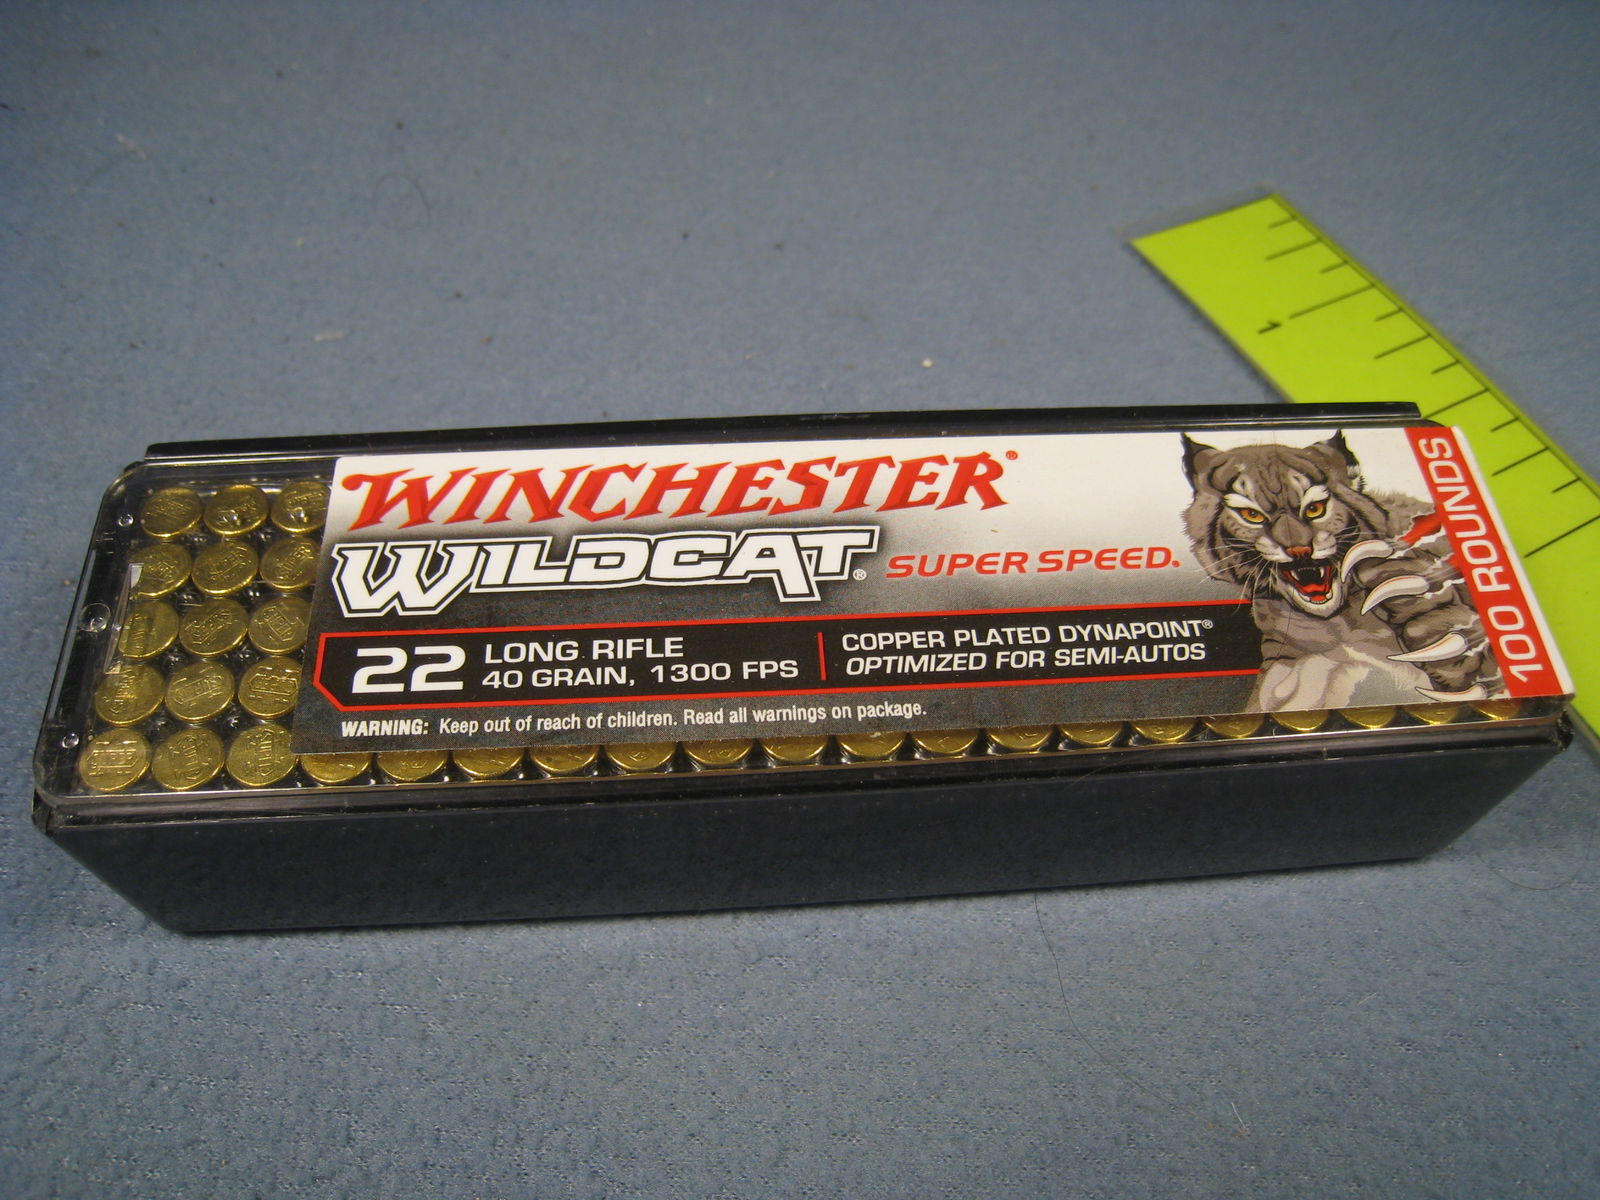 WINCHESTER®
WILDCAT® SUPER SPEED.
22 LONG RIFLE
40 GRAIN, 1300 FPS
COPPER PLATED DYNAPOINT®
OPTIMIZED FOR SEMI-AUTOS
WARNING: Keep out of reach of children. Read all warnings on package.
100 ROUNDS
1